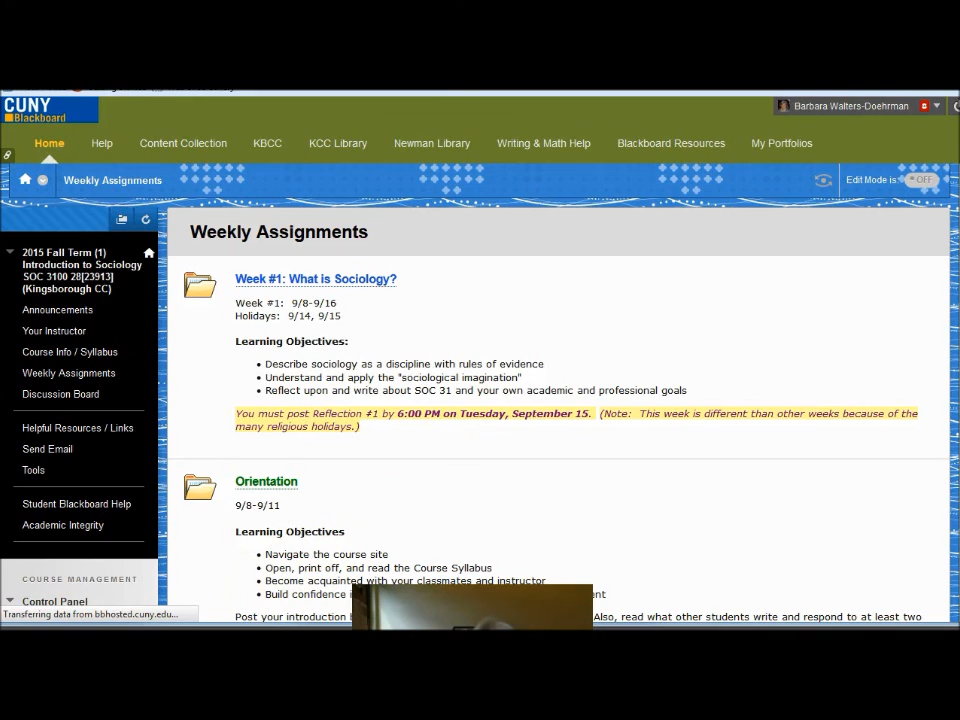 CUNY
Blackboard
Barbara Walters-Doehrman
Home Help Content Collection KBCC KCC Library Newman Library Writing & Math Help Blackboard Resources My Portfolios
Weekly Assignments
Edit Mode is: OFF
2015 Fall Term (1)
Introduction to Sociology
SOC 3100 28[23913]
(Kingsborough CC)
Announcements
Your Instructor
Course Info / Syllabus
Weekly Assignments
Discussion Board
Helpful Resources / Links
Send Email
Tools
Student Blackboard Help
Academic Integrity
COURSE MANAGEMENT
Control Panel
Transferring data from bbhosted.cuny.edu...
Weekly Assignments
Week #1: What is Sociology?
Week #1: 9/8-9/16
Holidays: 9/14, 9/15
Learning Objectives:
• Describe sociology as a discipline with rules of evidence
• Understand and apply the "sociological imagination"
• Reflect upon and write about SOC 31 and your own academic and professional goals
You must post Reflection #1 by 6:00 PM on Tuesday, September 15. (Note: This week is different than other weeks because of the
many religious holidays.)
Orientation
9/8-9/11
Learning Objectives
• Navigate the course site
• Open, print off, and read the Course Syllabus
• Become acquainted with your classmates and instructor
• Build confidence
Post your introduction Also, read what other students write and respond to at least two